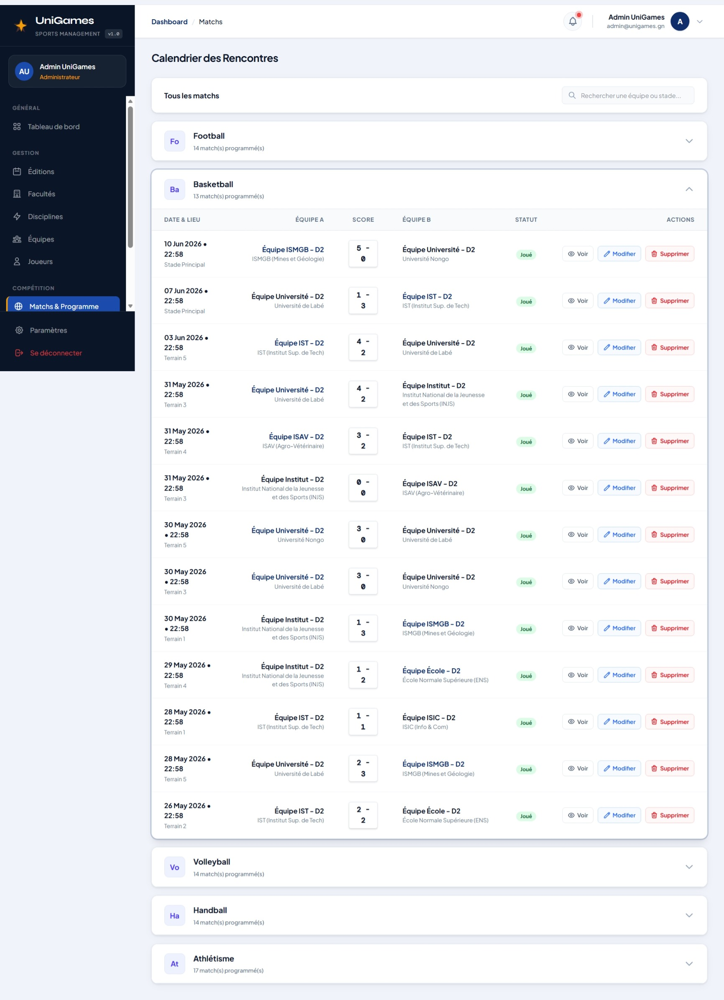 UniGames
SPORTS MANAGEMENT v1.0
AU
Admin UniGames
Administrateur
GÉNÉRAL
Tableau de bord
GESTION
Éditions
Facultés
Disciplines
Équipes
Joueurs
COMPÉTITION
Matchs & Programme
Paramètres
Se déconnecter
Dashboard / Matchs
Admin UniGames
admin@unigames.gn
A
Calendrier des Rencontres
Tous les matchs
Rechercher une équipe ou stade...
Fo
Football
14 match(s) programmé(s)
Ba
Basketball
13 match(s) programmé(s)
DATE & LIEU ÉQUIPE A SCORE ÉQUIPE B STATUT ACTIONS
10 Jun 2026 •
22:58
Stade Principal
Équipe ISMGB – D2
ISMGB (Mines et Géologie)
5 -
0
Équipe Université – D2
Université Nongo
Joué
Voir Modifier Supprimer
07 Jun 2026 •
22:58
Stade Principal
Équipe Université – D2
Université de Labé
1 -
3
Équipe IST – D2
IST (Institut Sup. de Tech)
Joué
Voir Modifier Supprimer
03 Jun 2026 •
22:58
Terrain 5
Équipe IST – D2
IST (Institut Sup. de Tech)
4 -
2
Équipe Université – D2
Université de Labé
Joué
Voir Modifier Supprimer
31 May 2026 •
22:58
Terrain 3
Équipe Université – D2
Université de Labé
4 -
2
Équipe Institut – D2
Institut National de la Jeunesse
et des Sports (INJS)
Joué
Voir Modifier Supprimer
31 May 2026 •
22:58
Terrain 4
Équipe ISAV – D2
ISAV (Agro-Vétérinaire)
3 -
2
Équipe IST – D2
IST (Institut Sup. de Tech)
Joué
Voir Modifier Supprimer
31 May 2026 •
22:58
Terrain 3
Équipe Institut – D2
Institut National de la Jeunesse
et des Sports (INJS)
0 -
0
Équipe ISAV – D2
ISAV (Agro-Vétérinaire)
Joué
Voir Modifier Supprimer
30 May 2026
• 22:58
Terrain 5
Équipe Université – D2
Université Nongo
3 -
0
Équipe Université – D2
Université de Labé
Joué
Voir Modifier Supprimer
30 May 2026
• 22:58
Terrain 3
Équipe Université – D2
Université de Labé
3 -
0
Équipe Université – D2
Université Nongo
Joué
Voir Modifier Supprimer
30 May 2026
• 22:58
Terrain 1
Équipe Institut – D2
Institut National de la Jeunesse
et des Sports (INJS)
1 -
3
Équipe ISMGB – D2
ISMGB (Mines et Géologie)
Joué
Voir Modifier Supprimer
29 May 2026 •
22:58
Terrain 4
Équipe Institut – D2
Institut National de la Jeunesse
et des Sports (INJS)
1 -
2
Équipe École – D2
École Normale Supérieure (ENS)
Joué
Voir Modifier Supprimer
28 May 2026 •
22:58
Terrain 1
Équipe IST – D2
IST (Institut Sup. de Tech)
1 -
1
Équipe ISIC – D2
ISIC (Info & Com)
Joué
Voir Modifier Supprimer
28 May 2026 •
22:58
Terrain 5
Équipe Université – D2
Université de Labé
2 -
3
Équipe ISMGB – D2
ISMGB (Mines et Géologie)
Joué
Voir Modifier Supprimer
26 May 2026 •
22:58
Terrain 2
Équipe IST – D2
IST (Institut Sup. de Tech)
2 -
2
Équipe École – D2
École Normale Supérieure (ENS)
Joué
Voir Modifier Supprimer
Vo
Volleyball
14 match(s) programmé(s)
Ha
Handball
14 match(s) programmé(s)
At
Athlétisme
17 match(s) programmé(s)